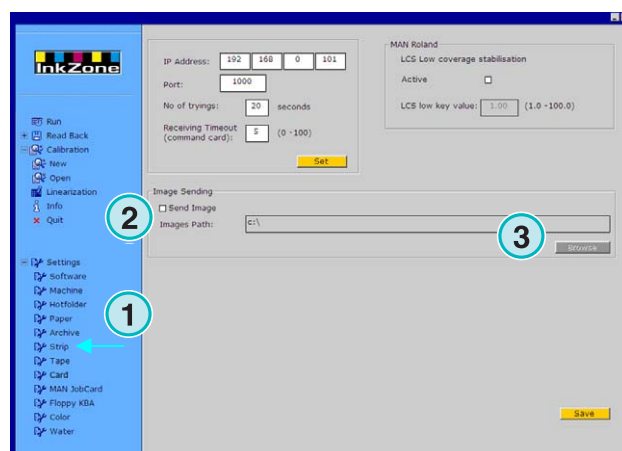 InkZone
Run
Read Back
Calibration
New
Open
Linearization
Info
Quit
Settings
Software
Machine
Hotfolder
Paper
Archive
Strip
Tape
Card
MAN JobCard
Floppy KBA
Color
Water
1
IP Address: 192 168 0 101
Port: 1000
No of tryings: 20 seconds
Receiving Timeout
(command card): 5 (0 -100)
Set
MAN Roland
LCS Low coverage stabilisation
Active
LCS low key value: 1.00 (1.0 -100.0)
Image Sending
2
Send Image
Images Path: c:\
3
Browse
Save